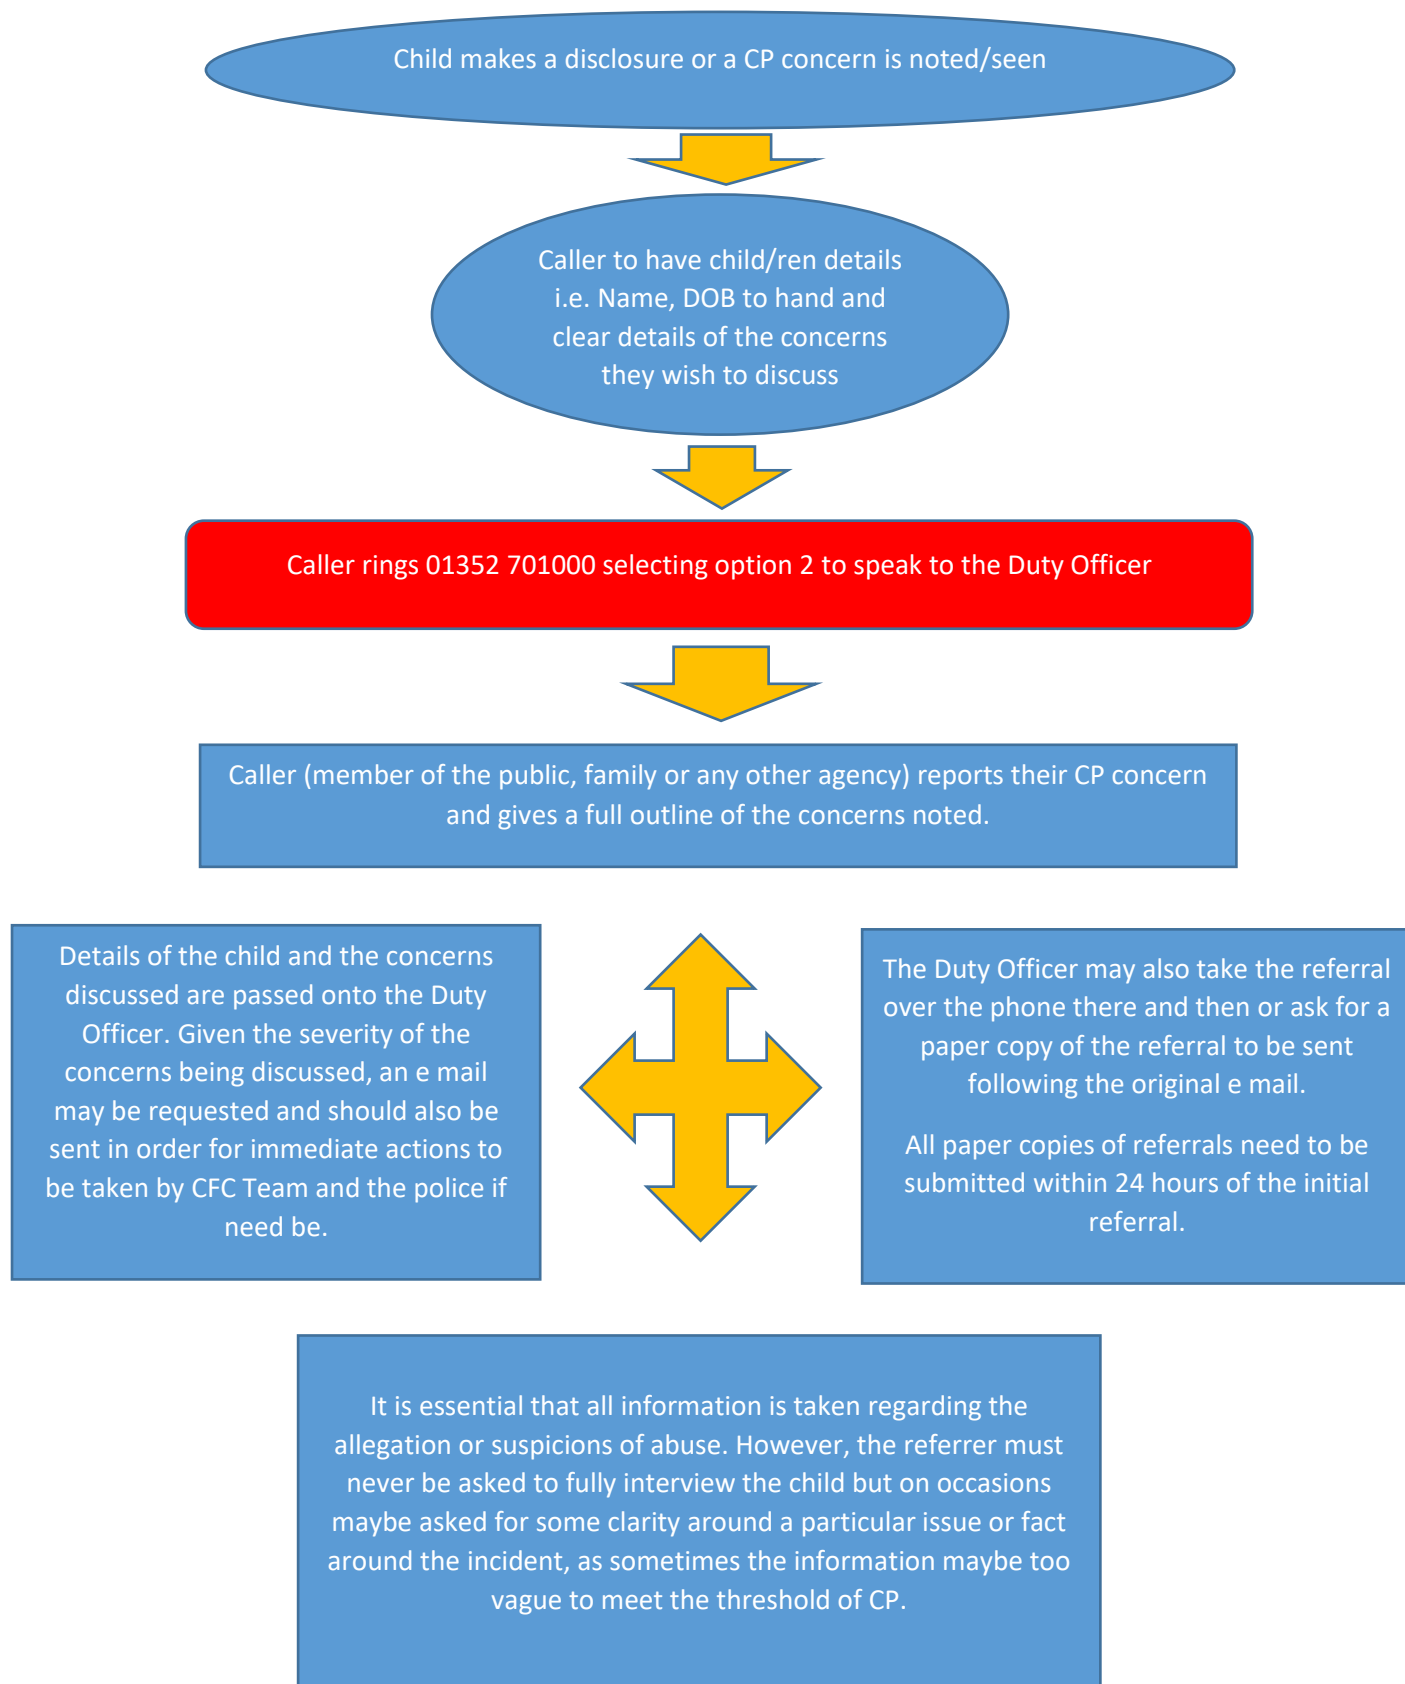 Child makes a disclosure or a CP concern is noted/seen
Caller to have child/ren details
i.e. Name, DOB to hand and
clear details of the concerns
they wish to discuss
Caller rings 01352 701000 selecting option 2 to speak to the Duty Officer
Caller (member of the public, family or any other agency) reports their CP concern
and gives a full outline of the concerns noted.
Details of the child and the concerns
discussed are passed onto the Duty
Officer. Given the severity of the
concerns being discussed, an e mail
may be requested and should also be
sent in order for immediate actions to
be taken by CFC Team and the police if
need be.
The Duty Officer may also take the referral
over the phone there and then or ask for a
paper copy of the referral to be sent
following the original e mail.
All paper copies of referrals need to be
submitted within 24 hours of the initial
referral.
It is essential that all information is taken regarding the
allegation or suspicions of abuse. However, the referrer must
never be asked to fully interview the child but on occasions
maybe asked for some clarity around a particular issue or fact
around the incident, as sometimes the information maybe too
vague to meet the threshold of CP.